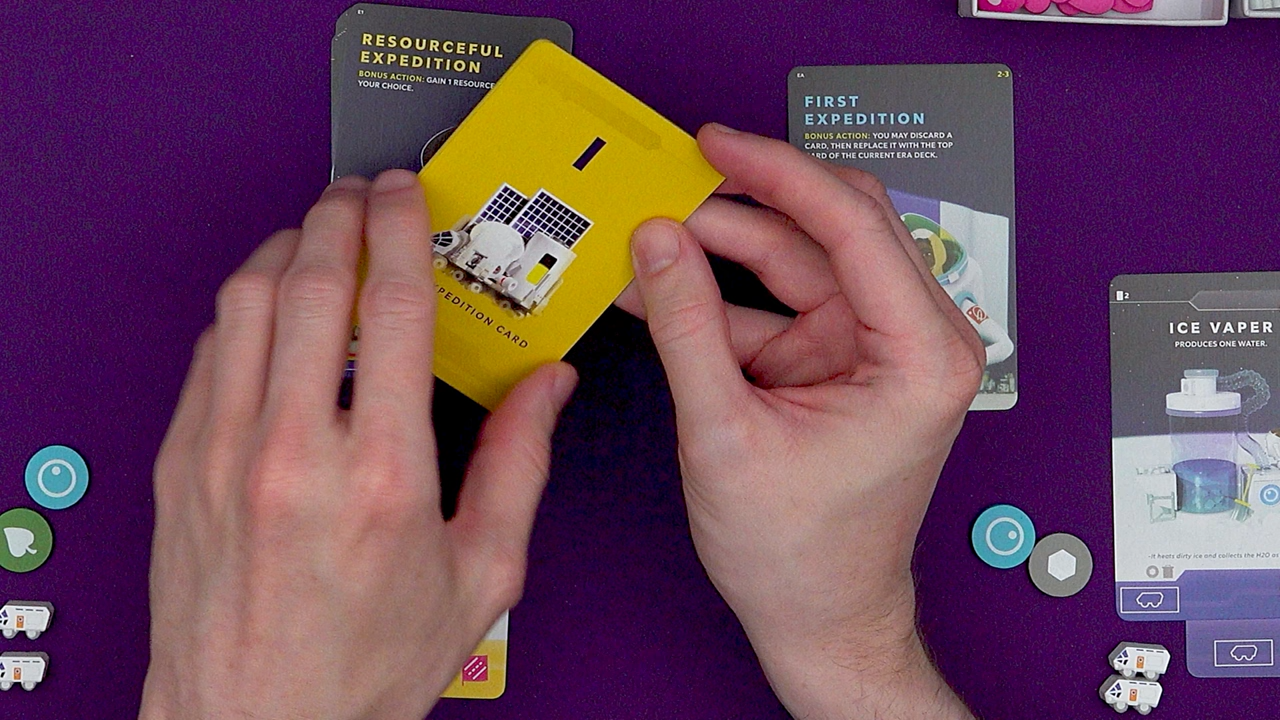 E1
RESOURCEFUL
EXPEDITION
BONUS ACTION: GAIN 1 RESOURCE
YOUR CHOICE.
I
EXPEDITION CARD
EA
2-3
FIRST
EXPEDITION
BONUS ACTION: YOU MAY DISCARD A
CARD, THEN REPLACE IT WITH THE TOP
CARD OF THE CURRENT ERA DECK.
2
ICE VAPER
PRODUCES ONE WATER.
-It heats dirty ice and collects the H2O as